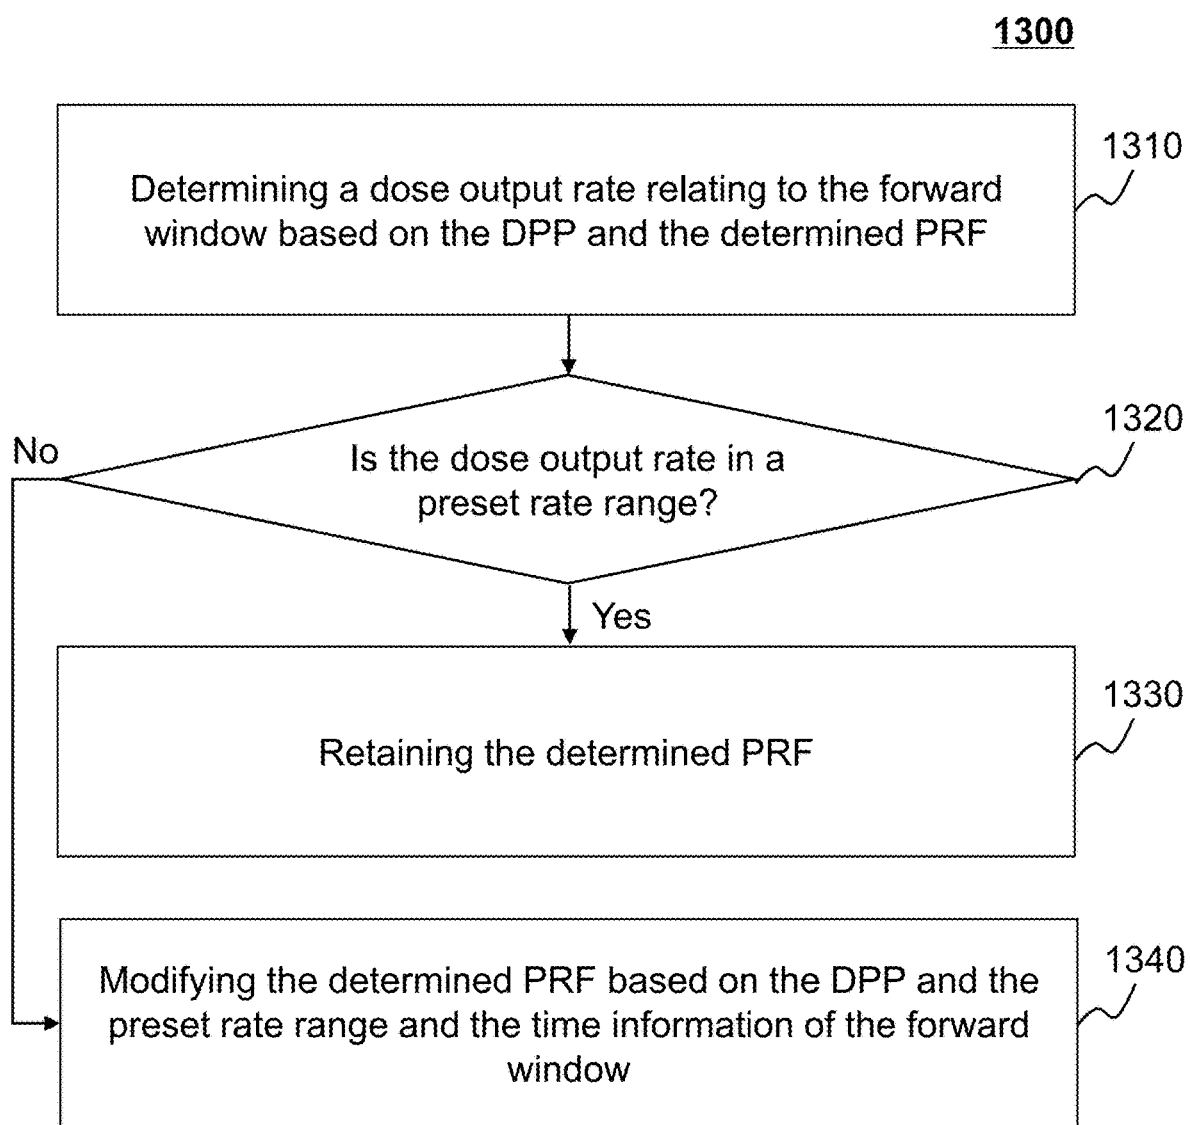 1300
Determining a dose output rate relating to the forward
window based on the DPP and the determined PRF
1310
Is the dose output rate in a
preset rate range?
1320
No
Yes
Retaining the determined PRF
1330
Modifying the determined PRF based on the DPP and the
preset rate range and the time information of the forward
window
1340